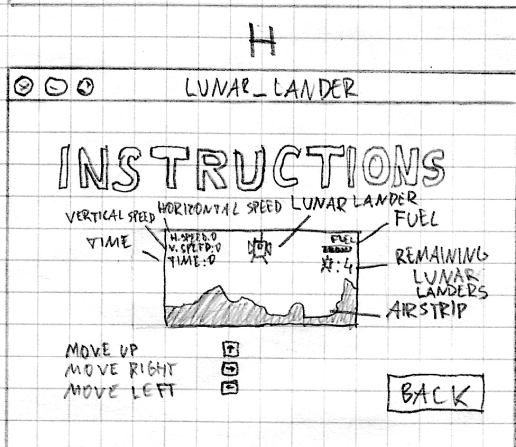 H
LUNAR_LANDER
INSTRUCTIONS
VERTICAL SPEED HORIZONTAL SPEED LUNAR LANDER
TIME
H.SPEED:0
V.SPEED:0
TIME:0
FUEL
:4
FUEL
REMAINING
LUNAR
LANDERS
AIRSTRIP
MOVE UP ↑
MOVE RIGHT →
MOVE LEFT ←
BACK